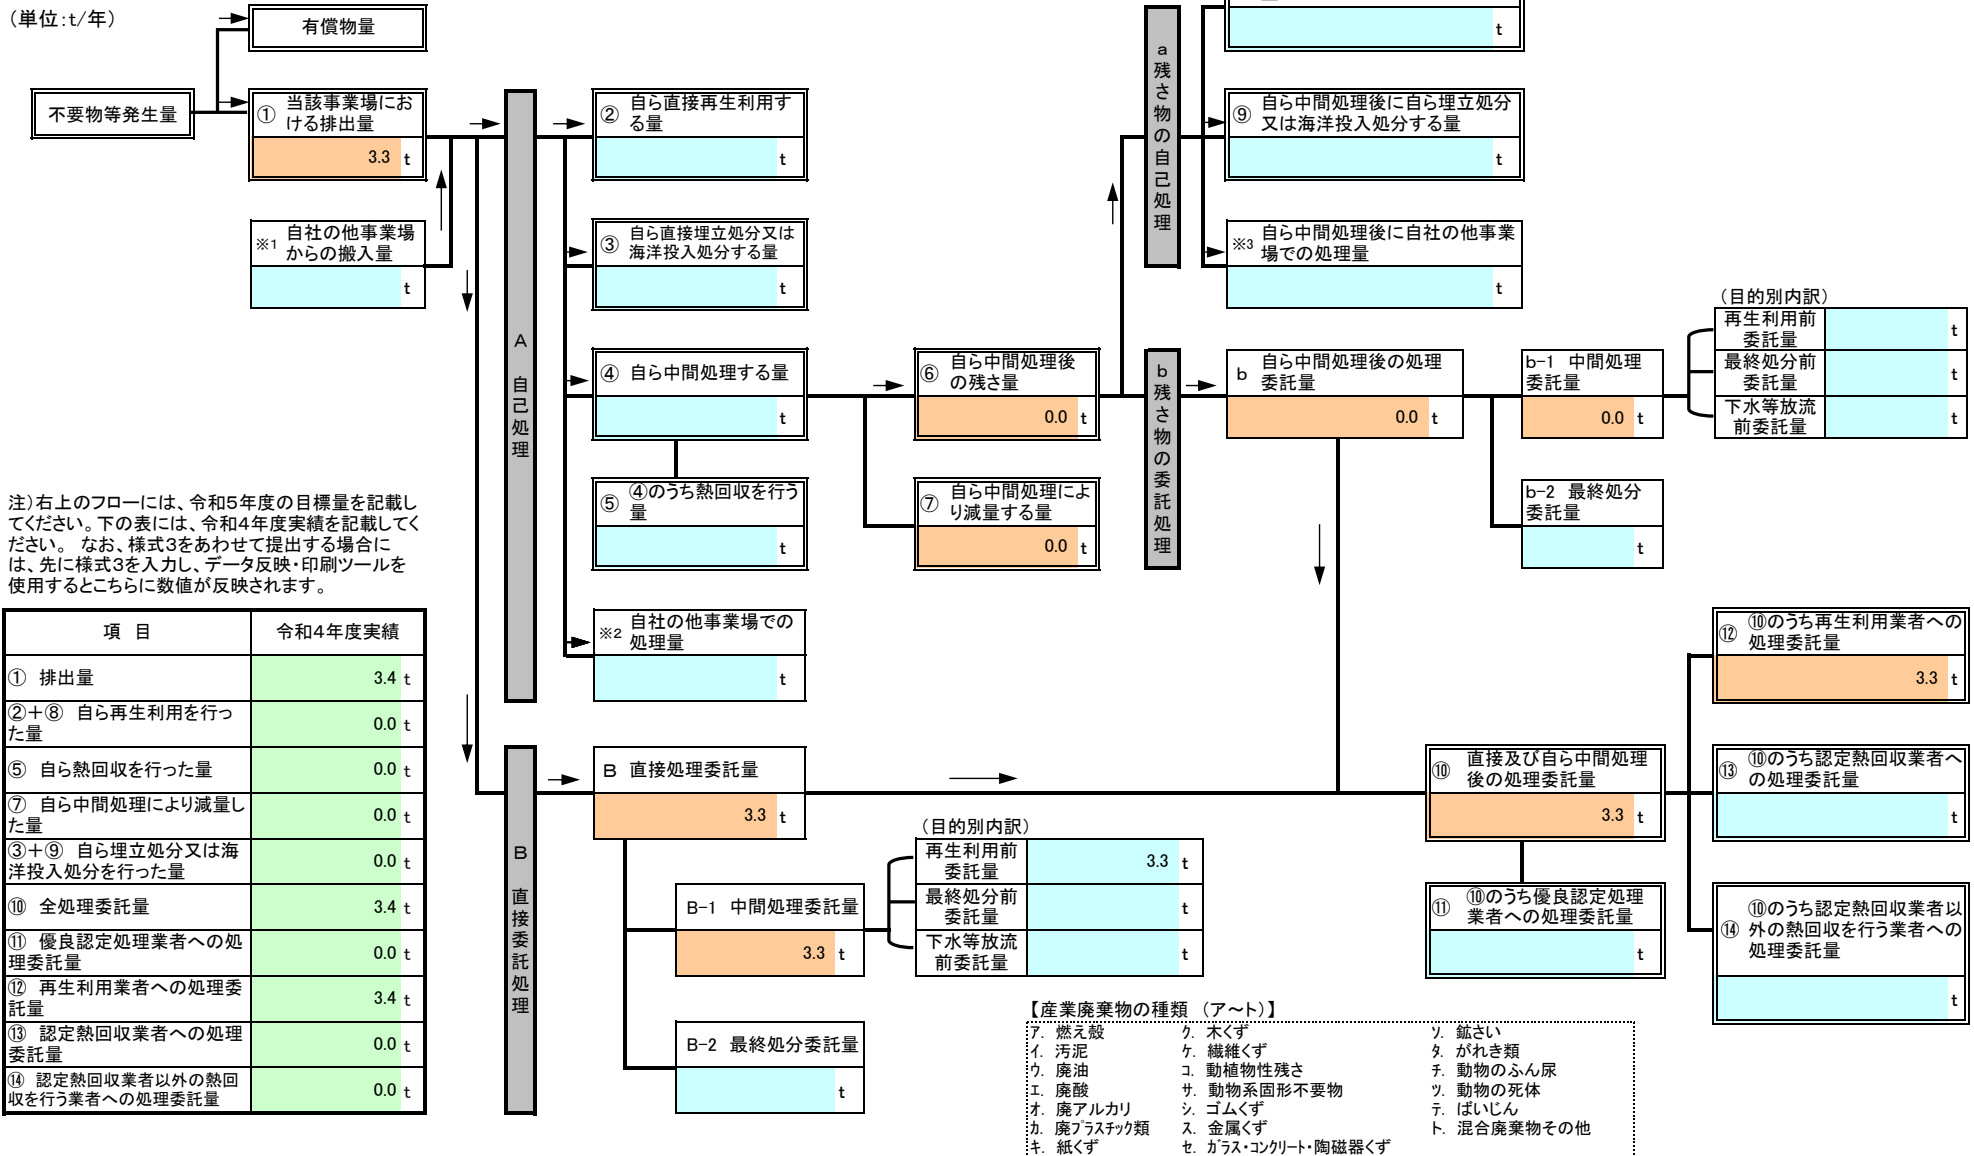 (単位:t/年)
有償物量
不要物等発生量
① 当該事業場にお
ける排出量
3.3 t
※1 自社の他事業場
からの搬入量
t
A 自己処理
② 自ら直接再生利用す
る量
t
③ 自ら直接埋立処分又は
海洋投入処分する量
t
④ 自ら中間処理する量
t
⑤ ④のうち熱回収を行う
量
t
※2 自社の他事業場での
処理量
t
⑥ 自ら中間処理後
の残さ量
0.0 t
⑦ 自ら中間処理によ
り減量する量
0.0 t
a 残さ物の自己処理
t
⑨ 自ら中間処理後に自ら埋立処分
又は海洋投入処分する量
t
※3 自ら中間処理後に自社の他事業
場での処理量
t
b 残さ物の委託処理
b 自ら中間処理後の処理
委託量
0.0 t
b-1 中間処理
委託量
0.0 t
(目的別内訳)
再生利用前
委託量
t
最終処分前
委託量
t
下水等放流
前委託量
t
b-2 最終処分
委託量
t
注)右上のフローには、令和5年度の目標量を記載し
てください。下の表には、令和4年度実績を記載してく
ださい。 なお、様式3をあわせて提出する場合に
は、先に様式3を入力し、データ反映・印刷ツールを
使用するとこちらに数値が反映されます。
項 目 令和4年度実績
① 排出量 3.4 t
②+⑧ 自ら再生利用を行っ
た量
0.0 t
⑤ 自ら熱回収を行った量 0.0 t
⑦ 自ら中間処理により減量し
た量
0.0 t
③+⑨ 自ら埋立処分又は海
洋投入処分を行った量
0.0 t
⑩ 全処理委託量 3.4 t
⑪ 優良認定処理業者への処
理委託量
0.0 t
⑫ 再生利用業者への処理委
託量
3.4 t
⑬ 認定熱回収業者への処理
委託量
0.0 t
⑭ 認定熱回収業者以外の熱回
収を行う業者への処理委託量
0.0 t
B 直接委託処理
B 直接処理委託量
3.3 t
B-1 中間処理委託量
3.3 t
(目的別内訳)
再生利用前
委託量
3.3 t
最終処分前
委託量
t
下水等放流
前委託量
t
B-2 最終処分委託量
t
⑩ 直接及び自ら中間処理
後の処理委託量
3.3 t
⑪ ⑩のうち優良認定処理
業者への処理委託量
t
⑫ ⑩のうち再生利用業者への
処理委託量
3.3 t
⑬ ⑩のうち認定熱回収業者へ
の処理委託量
t
⑭ ⑩のうち認定熱回収業者以
外の熱回収を行う業者への
処理委託量
t
【産業廃棄物の種類 (ア~ト)】
ア. 燃え殻 ク. 木くず ソ. 鉱さい
イ. 汚泥 ケ. 繊維くず タ. がれき類
ウ. 廃油 コ. 動植物性残さ チ. 動物のふん尿
エ. 廃酸 サ. 動物系固形不要物 ツ. 動物の死体
オ. 廃アルカリ シ. ゴムくず テ. ばいじん
カ. 廃プラスチック類 ス. 金属くず ト. 混合廃棄物その他
キ. 紙くず セ. ガラス・コンクリート・陶磁器くず